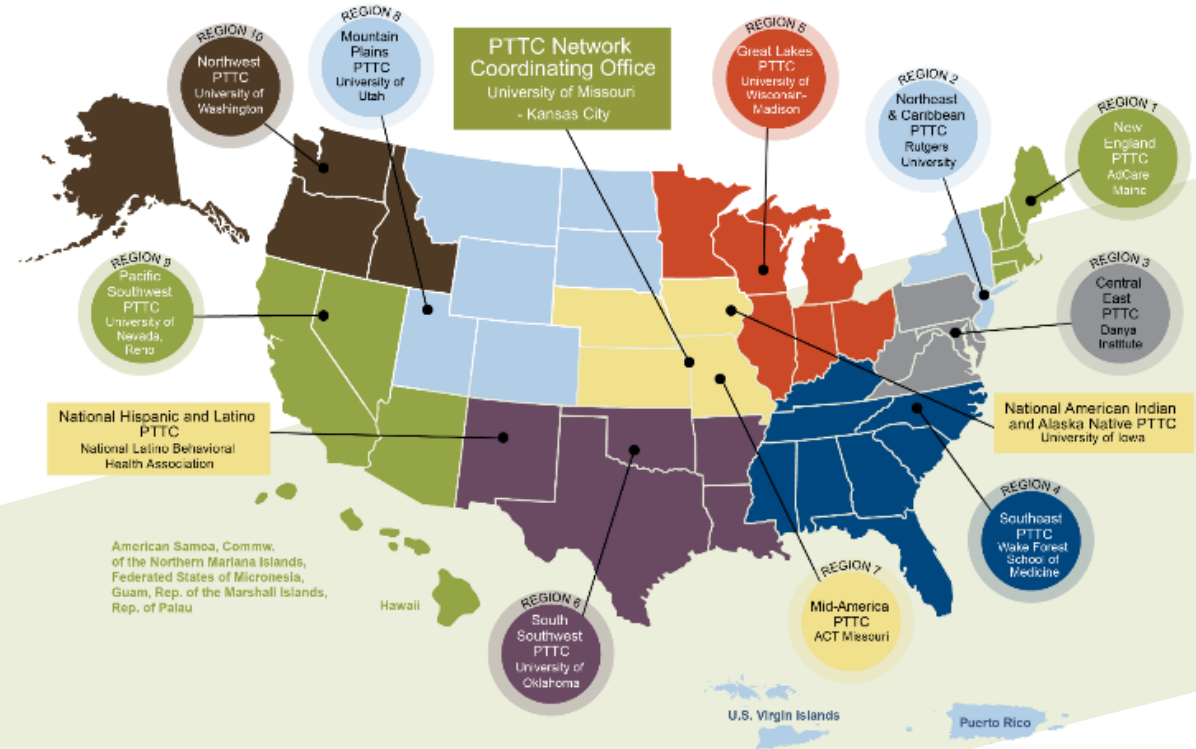 REGION 10
Northwest
PTTC
University of
Washington
REGION 8
Mountain
Plains
PTTC
University of
Utah
PTTC Network
Coordinating Office
University of Missouri
- Kansas City
REGION 5
Great Lakes
PTTC
University of
Wisconsin-
Madison
REGION 2
Northeast
& Caribbean
PTTC
Rutgers
University
REGION 1
New
England
PTTC
AdCare
Maine
REGION 9
Pacific
Southwest
PTTC
University of
Nevada,
Reno
REGION 3
Central
East
PTTC
Danya
Institute
National Hispanic and Latino
PTTC
National Latino Behavioral
Health Association
National American Indian
and Alaska Native PTTC
University of Iowa
REGION 4
Southeast
PTTC
Wake Forest
School of
Medicine
American Samoa, Commw.
of the Northern Mariana Islands,
Federated States of Micronesia,
Guam, Rep. of the Marshall Islands,
Rep. of Palau
Hawaii
REGION 6
South
Southwest
PTTC
University of
Oklahoma
REGION 7
Mid-America
PTTC
ACT Missouri
U.S. Virgin Islands
Puerto Rico